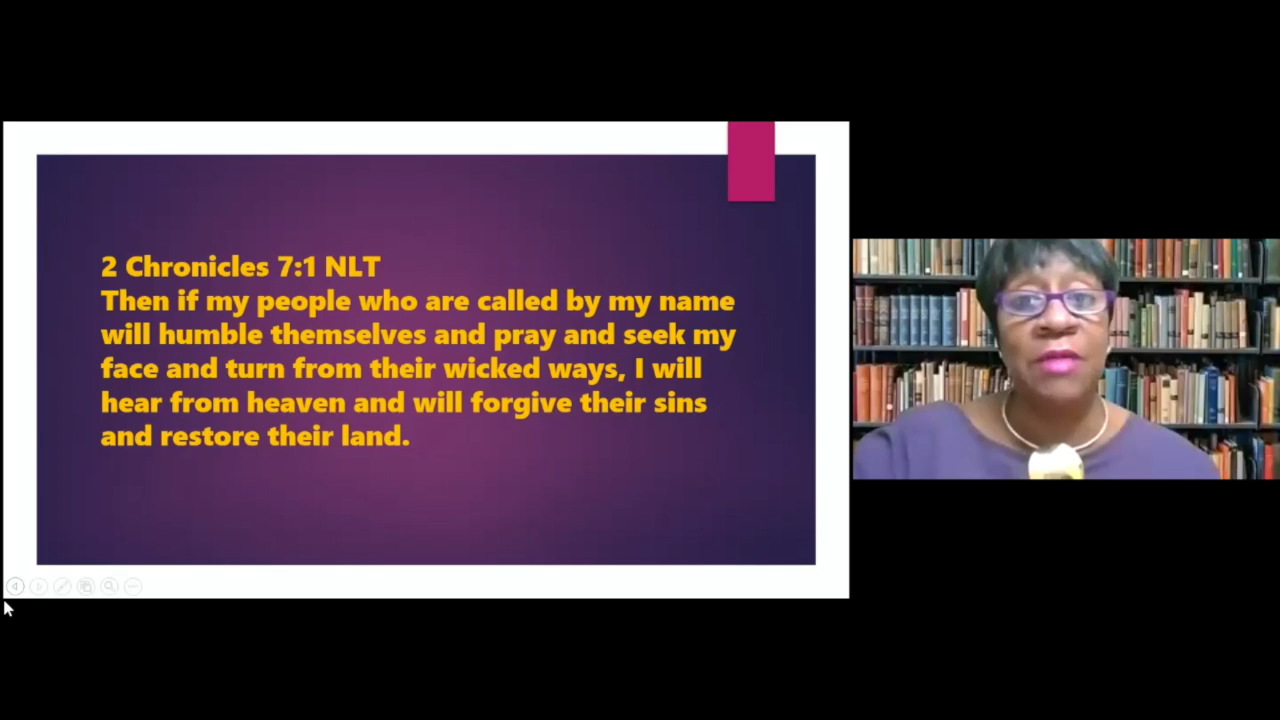 2 Chronicles 7:1 NLT
Then if my people who are called by my name
will humble themselves and pray and seek my
face and turn from their wicked ways, I will
hear from heaven and will forgive their sins
and restore their land.